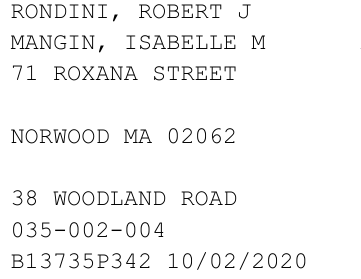 RONDINI, ROBERT J
MANGIN, ISABELLE M
71 ROXANA STREET
NORWOOD MA 02062
38 WOODLAND ROAD
035-002-004
B13735P342 10/02/2020